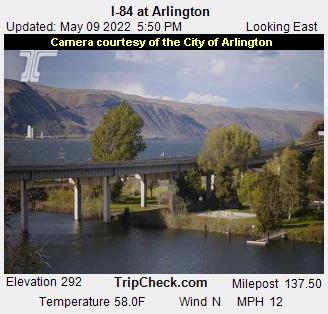 I-84 at Arlington
Updated: May 09 2022 5:50 PM Looking East
Camera courtesy of the City of Arlington
Elevation 292 TripCheck.com Milepost 137.50
Temperature 58.0F Wind N MPH 12